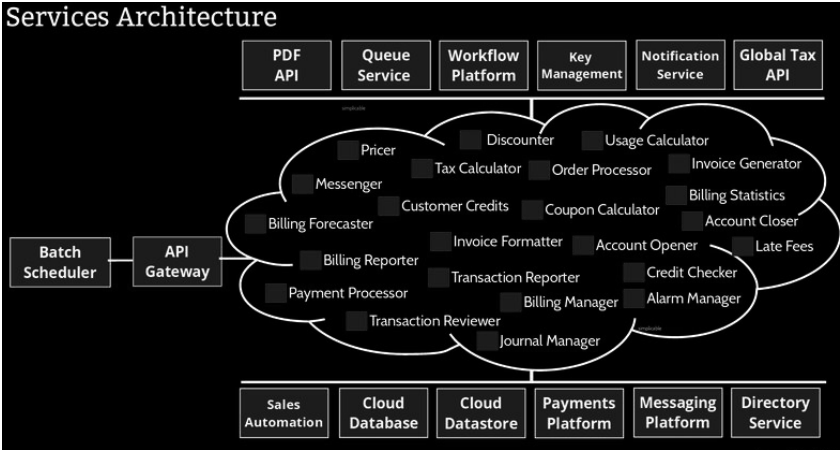 Services Architecture
PDF
API
Queue
Service
Workflow
Platform
Key
Management
Notification
Service
Global Tax
API
simplicable
Discounter
Usage Calculator
Pricer
Tax Calculator
Order Processor
Invoice Generator
Messenger
Customer Credits
Coupon Calculator
Billing Statistics
Billing Forecaster
Account Closer
Invoice Formatter
Account Opener
Late Fees
Billing Reporter
Transaction Reporter
Credit Checker
Payment Processor
Billing Manager
Alarm Manager
Transaction Reviewer
Journal Manager
simplicable
Batch
Scheduler
API
Gateway
Sales
Automation
Cloud
Database
Cloud
Datastore
Payments
Platform
Messaging
Platform
Directory
Service